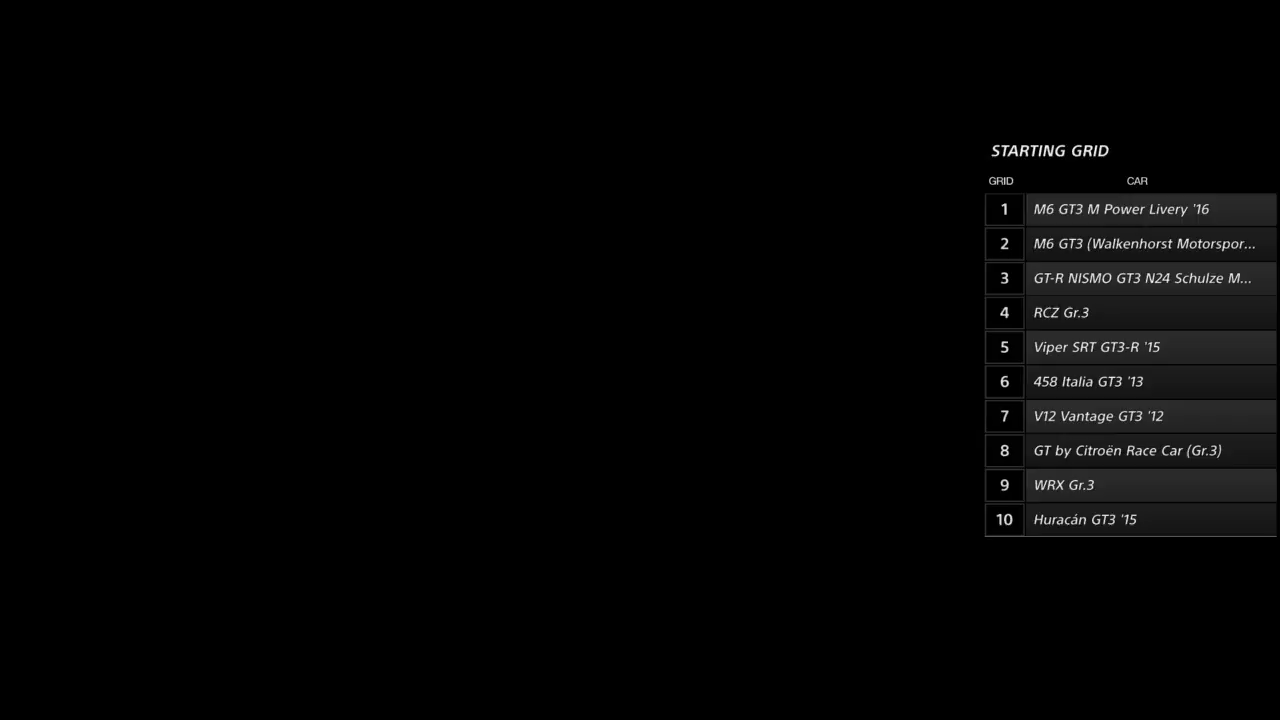 STARTING GRID
GRID CAR
1 M6 GT3 M Power Livery '16
2 M6 GT3 (Walkenhorst Motorspor...
3 GT-R NISMO GT3 N24 Schulze M...
4 RCZ Gr.3
5 Viper SRT GT3-R '15
6 458 Italia GT3 '13
7 V12 Vantage GT3 '12
8 GT by Citroën Race Car (Gr.3)
9 WRX Gr.3
10 Huracán GT3 '15